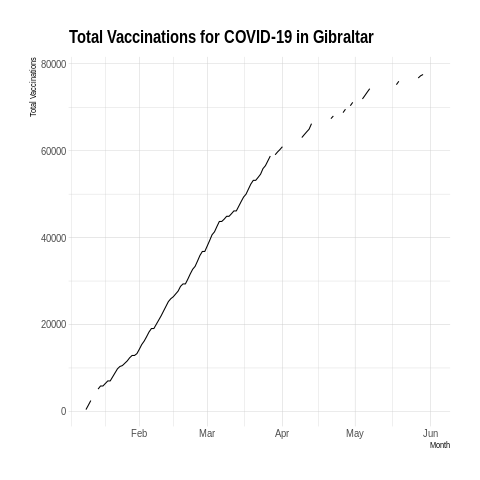 Total Vaccinations for COVID-19 in Gibraltar
Total Vaccinations
80000
60000
40000
20000
0
Feb Mar Apr May Jun
Month